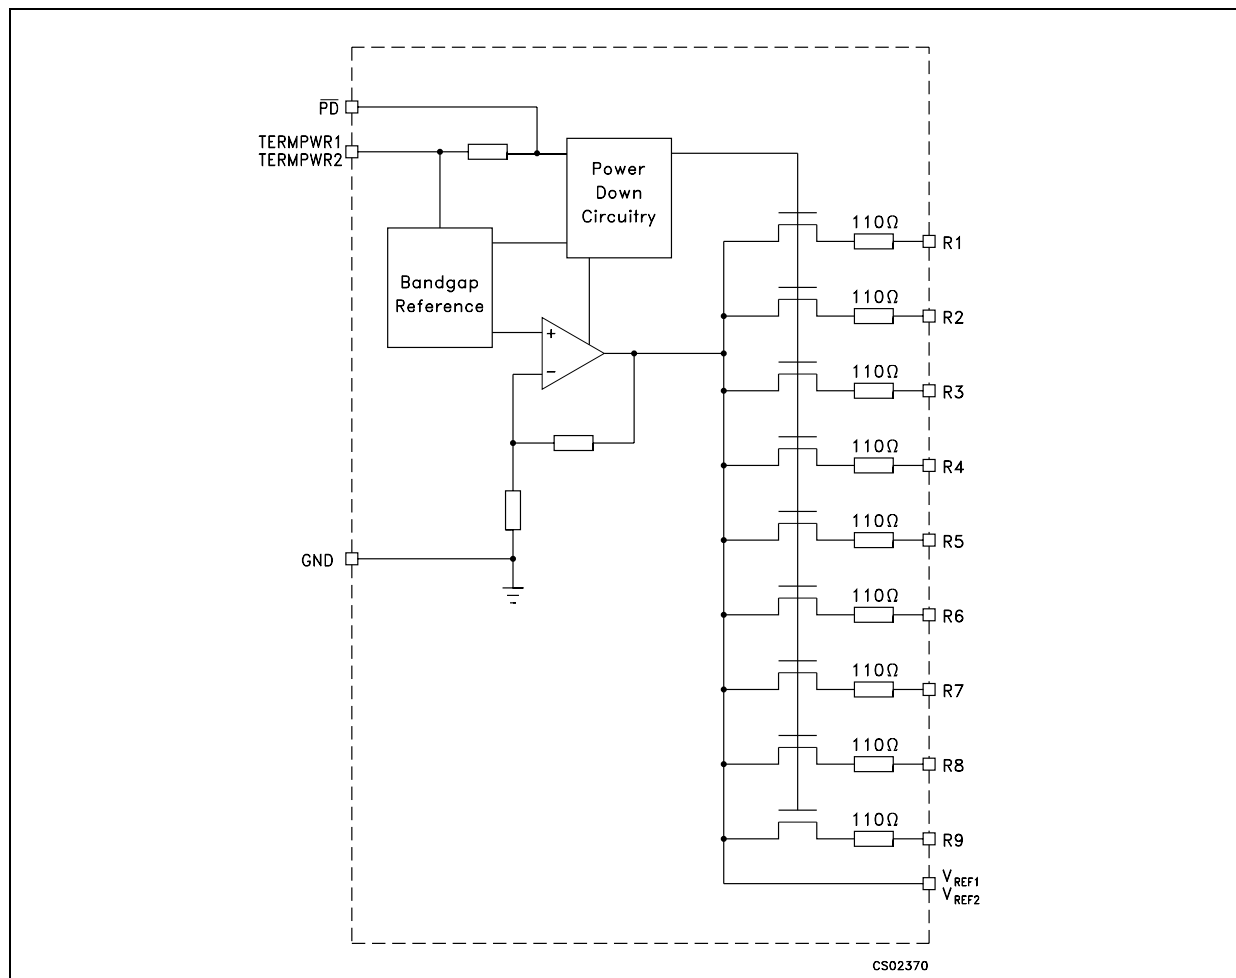 PD
TERMPWR1
TERMPWR2
Power
Down
Circuitry
Bandgap
Reference
+
−
GND
110Ω
R1
110Ω
R2
110Ω
R3
110Ω
R4
110Ω
R5
110Ω
R6
110Ω
R7
110Ω
R8
110Ω
R9
VREF1
VREF2
CS02370